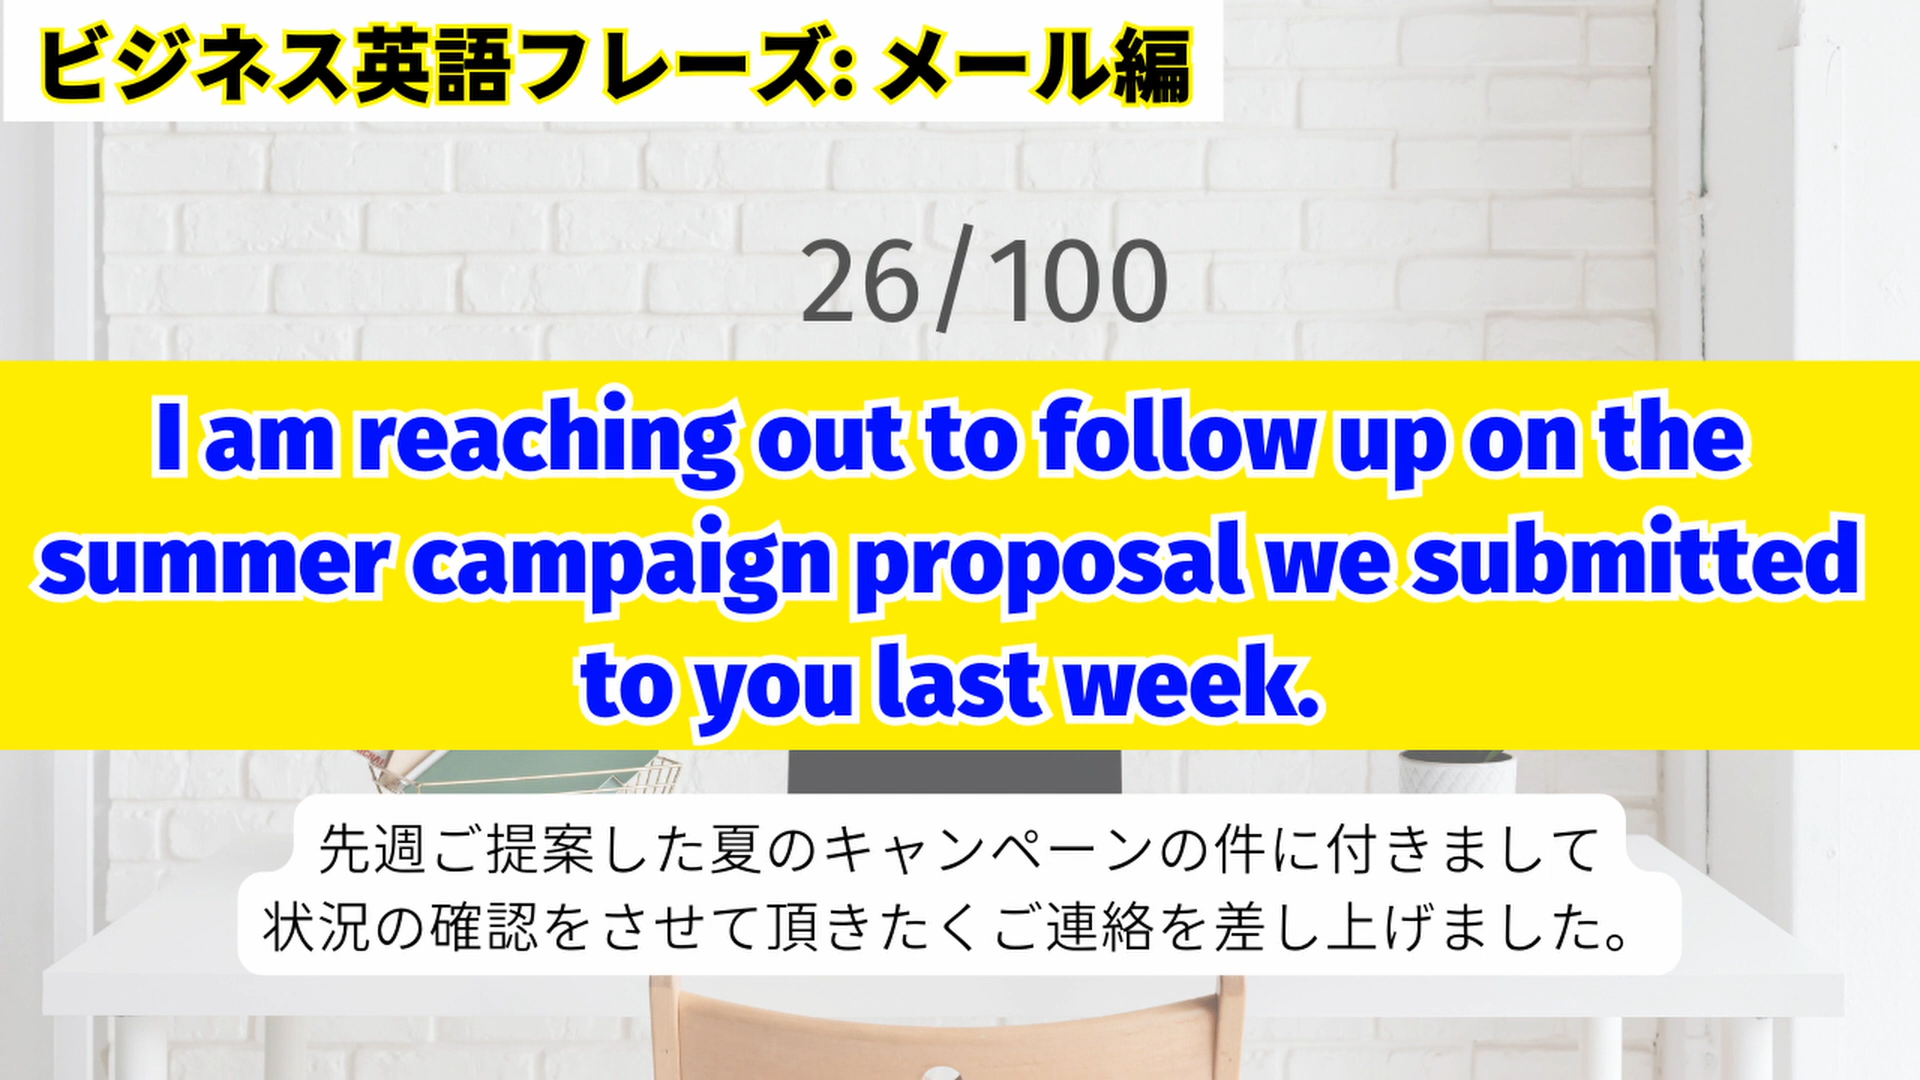 ビジネス英語フレーズ: メール編
26/100
I am reaching out to follow up on the
summer campaign proposal we submitted
to you last week.
先週ご提案した夏のキャンペーンの件に付きまして
状況の確認をさせて頂きたくご連絡を差し上げました。